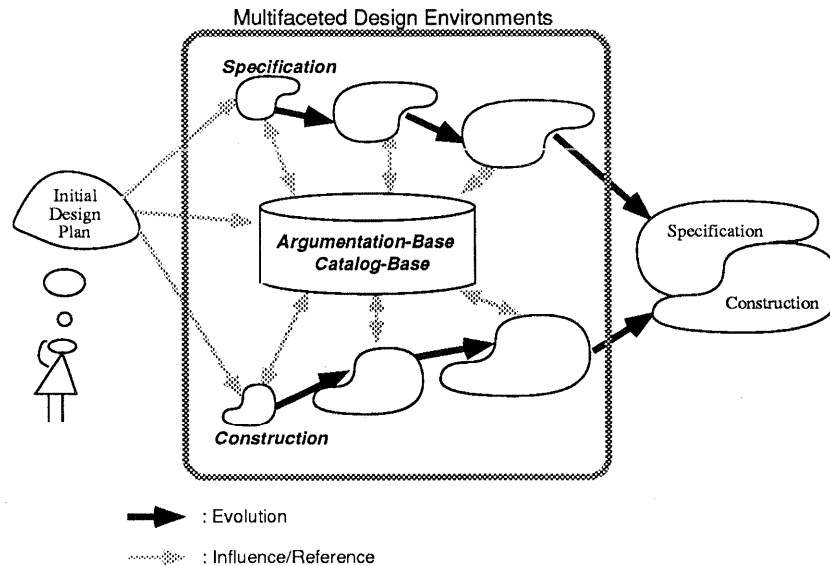 Multifaceted Design Environments
Specification
Initial
Design
Plan
Argumentation-Base
Catalog-Base
Specification
Construction
Construction
: Evolution
: Influence/Reference